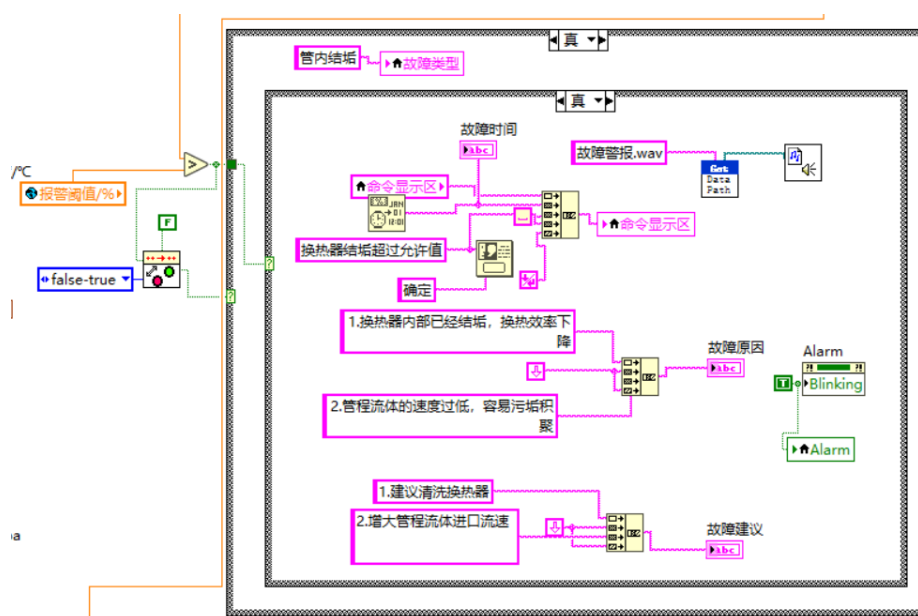 真
管内结垢
故障类型
真
故障时间
abc
故障警报.wav
/°C
>
Get
Data
Path
报警阈值/%
命令显示区
JAN
01
12:01
命令显示区
F
换热器结垢超过允许值
false-true
确定
1.换热器内部已经结垢，换热效率下
降
故障原因
abc
Alarm
T
Blinking
2.管程流体的速度过低，容易污垢积
聚
Alarm
1.建议清洗换热器
2.增大管程流体进口流速
故障建议
abc